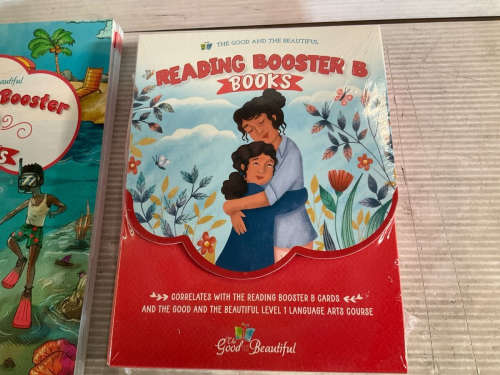 THE GOOD AND THE BEAUTIFUL
READING BOOSTER B
BOOKS
CORRELATES WITH THE READING BOOSTER B CARDS
AND THE GOOD AND THE BEAUTIFUL LEVEL 1 LANGUAGE ARTS COURSE
The Good and the Beautiful
Beautiful
Booster